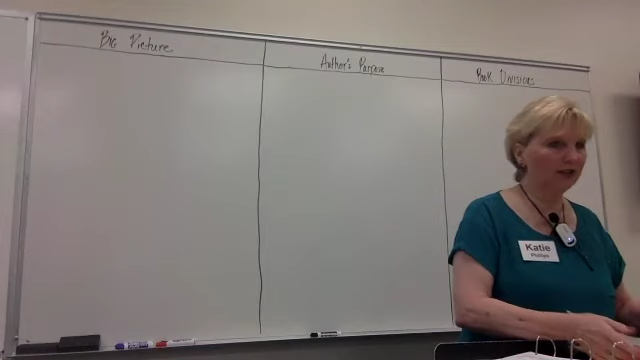 Big Picture
Author's Purpose
Book Divisions
Katie
Phillips